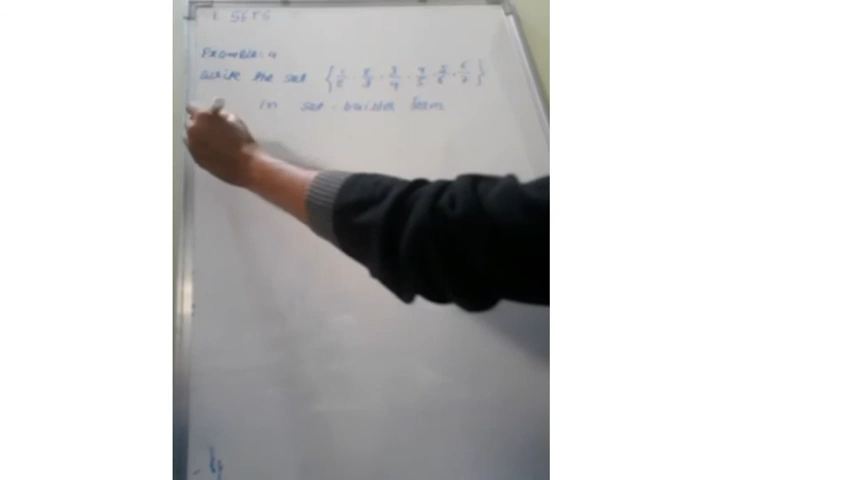 1. SETS
Example: 4
Write the set { 1/2, 2/3, 3/4, 4/5, 5/6, 6/7 }
in set-builder form